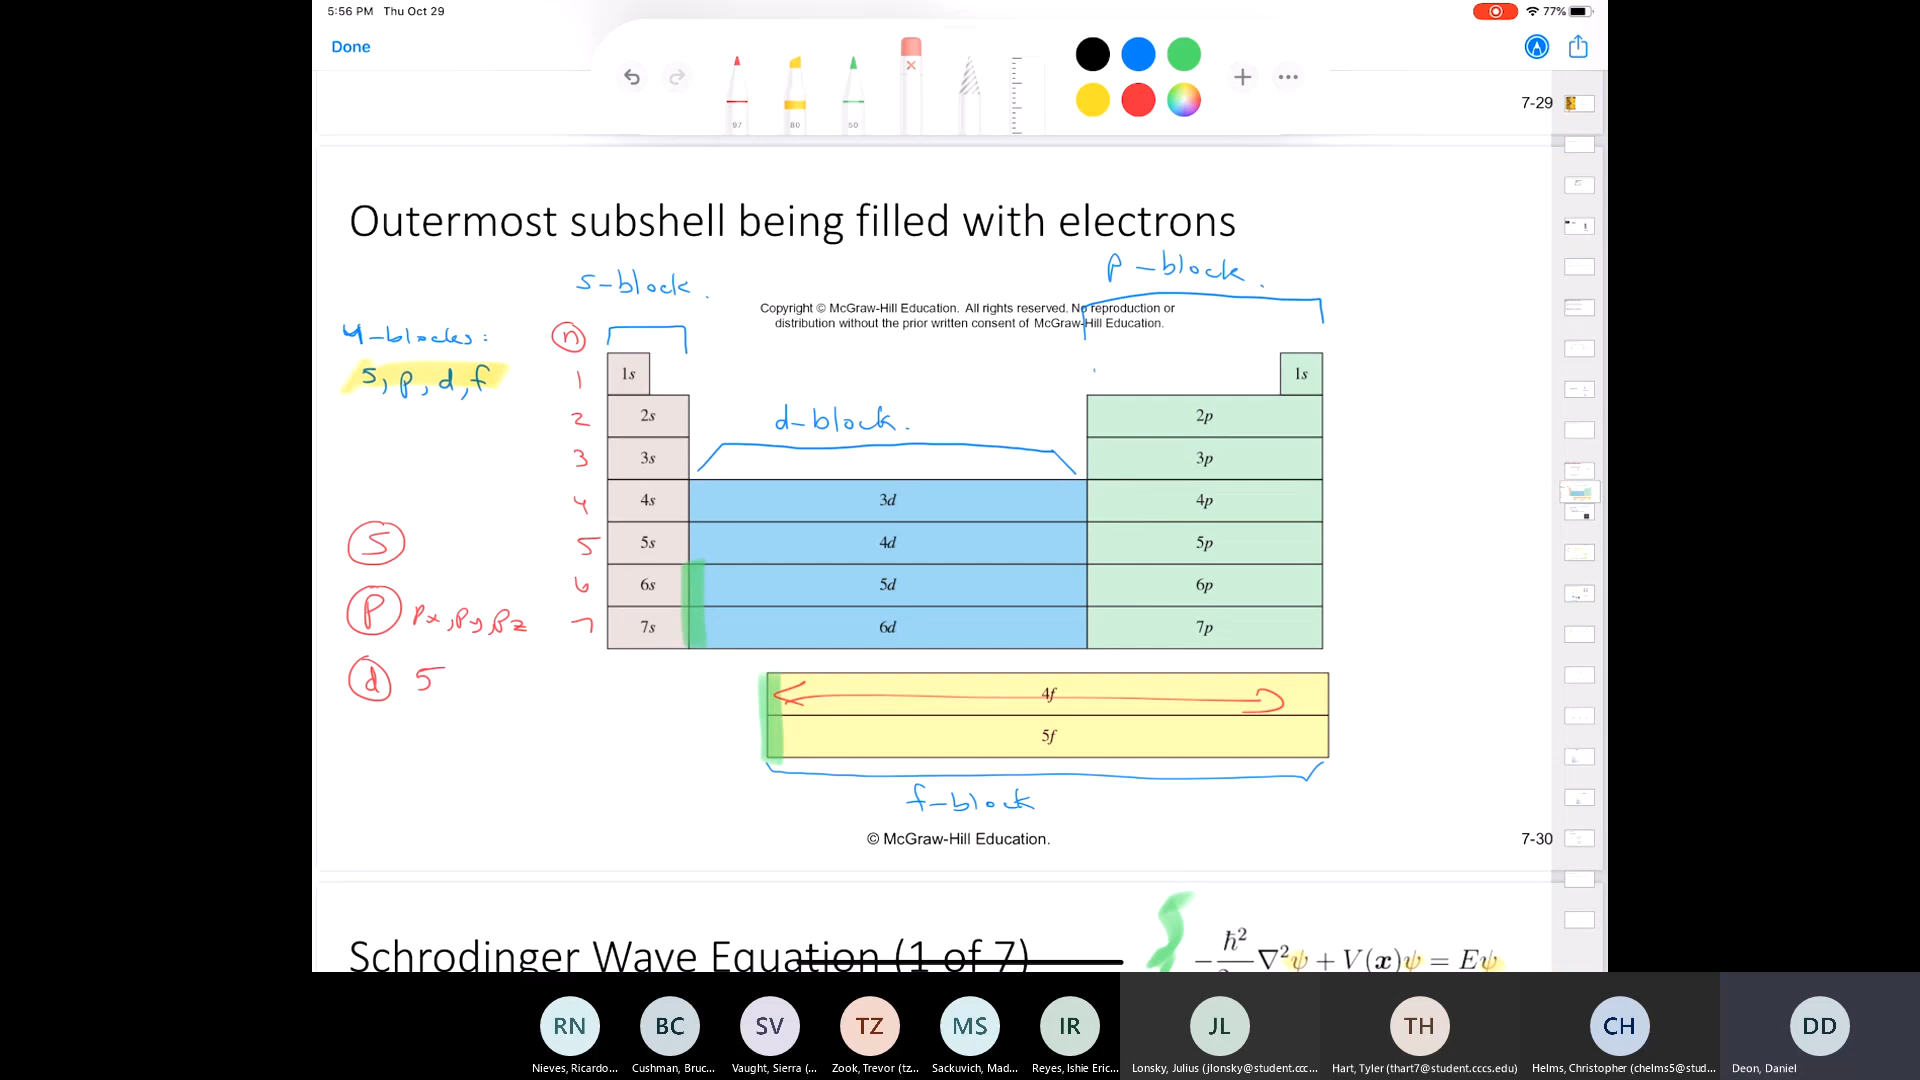 5:56 PM Thu Oct 29
77%
Done
97
80
50
7-29
Outermost subshell being filled with electrons
s-block.
p-block.
Copyright © McGraw-Hill Education. All rights reserved. No reproduction or
distribution without the prior written consent of McGraw-Hill Education.
4-blocks:
s, p, d, f
n
1 1s 1s
2 2s 2p
d-block.
3 3s 3p
4 4s 3d 4p
5 5s 4d 5p
6 6s 5d 6p
7 7s 6d 7p
S
P Px, Py, Pz
d 5
4f
5f
f-block
© McGraw-Hill Education.
7-30
Schrodinger Wave Equation (1 of 7)
ħ²
− ∇²ψ + V(x)ψ = Eψ
RN BC SV TZ MS IR JL TH CH DD
Nieves, Ricardo... Cushman, Bruc... Vaught, Sierra (... Zook, Trevor (tz... Sackuvich, Mad... Reyes, Ishie Eric... Lonsky, Julius (jlonsky@student.ccc... Hart, Tyler (thart7@student.cccs.edu) Helms, Christopher (chelms5@stud... Deon, Daniel